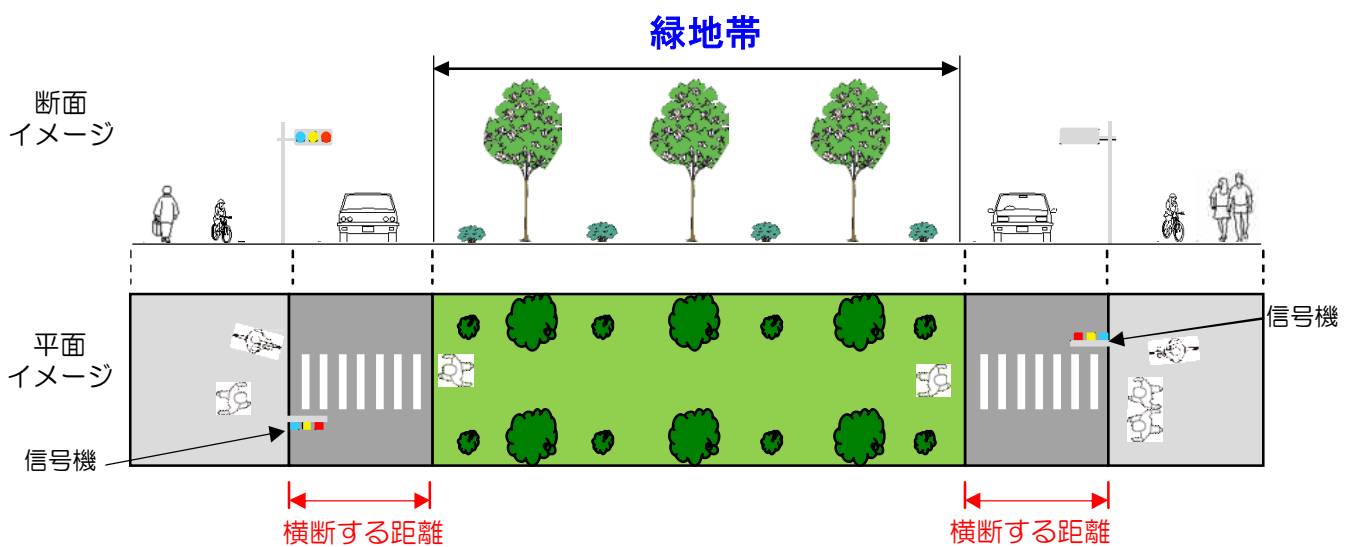 緑地帯
断面
イメージ
平面
イメージ
信号機
信号機
横断する距離
横断する距離